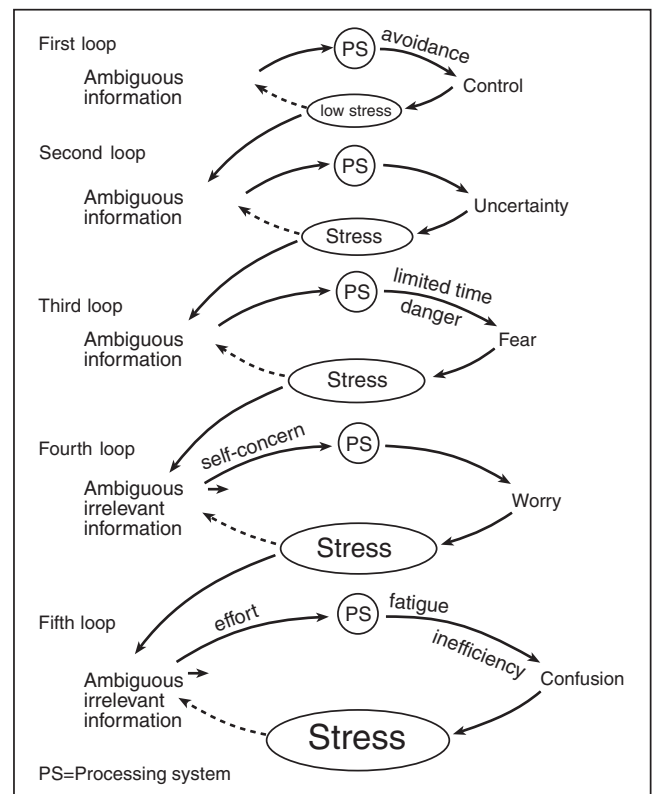 First loop
PS
avoidance
Ambiguous
information
Control
low stress
Second loop
PS
Ambiguous
information
Uncertainty
Stress
Third loop
PS
limited time
danger
Ambiguous
information
Fear
Stress
Fourth loop
self-concern
PS
Ambiguous
irrelevant
information
Worry
Stress
Fifth loop
effort
PS
fatigue
inefficiency
Ambiguous
irrelevant
information
Confusion
Stress
PS=Processing system